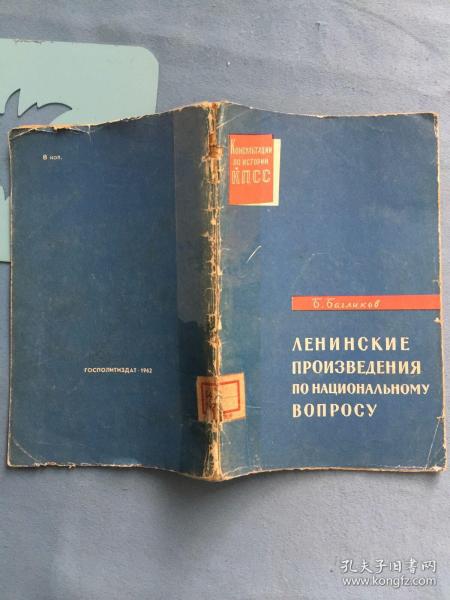 8 коп.
ГОСПОЛИТИЗДАТ · 1962
КОНСУЛЬТАЦИИ
ПО ИСТОРИИ
КПСС
Б. Багликов
ЛЕНИНСКИЕ
ПРОИЗВЕДЕНИЯ
ПО НАЦИОНАЛЬНОМУ
ВОПРОСУ
孔夫子旧书网
www.kongfz.com